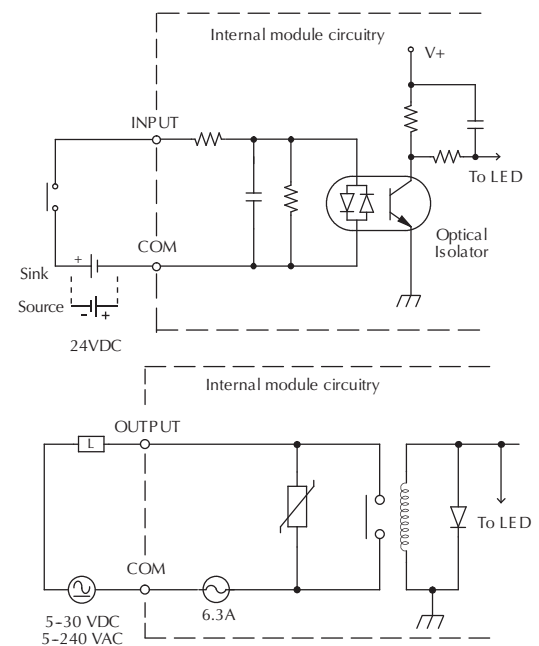 Internal module circuitry
V+
INPUT
To LED
COM
Optical
Isolator
+
Sink
Source
- +
24VDC
Internal module circuitry
OUTPUT
L
To LED
COM
6.3A
5–30 VDC
5–240 VAC